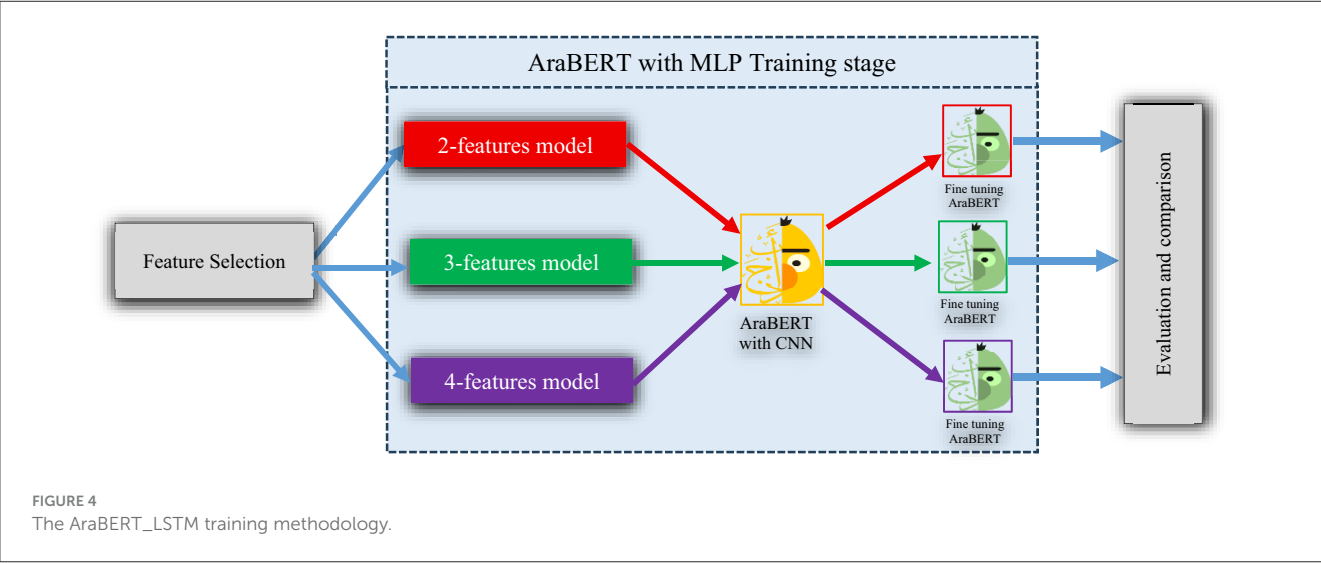 AraBERT with MLP Training stage
2-features model
Fine tuning
AraBERT
Feature Selection
3-features model
AraBERT
with CNN
Fine tuning
AraBERT
4-features model
Fine tuning
AraBERT
Evaluation and comparison
FIGURE 4
The AraBERT_LSTM training methodology.